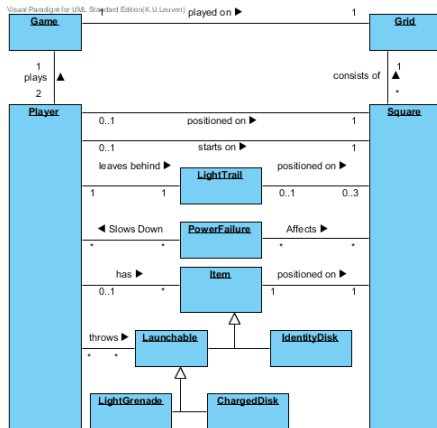 Visual Paradigm for UML Standard Edition(K.U.Leuven)
1 played on ▶ 1
Game Grid
1 1
plays ▲ consists of ▲
2 *
Player Square
0..1 positioned on ▶ 1
0..1 starts on ▶ 1
leaves behind ▶ positioned on ▶
LightTrail
1 1 0..1 0..3
◀ Slows Down PowerFailure Affects ▶
* * * *
has ▶ Item positioned on ▶
0..1 * 1 1
throws ▶ Launchable IdentityDisk
* *
LightGrenade ChargedDisk